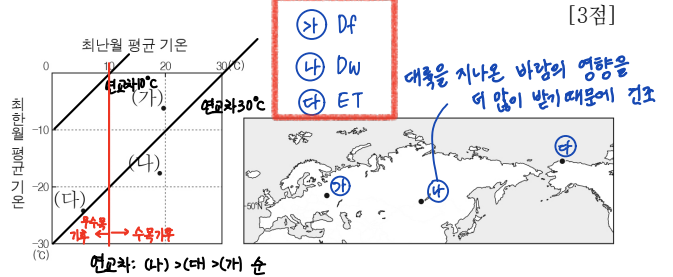 [3점]
최난월 평균 기온
0 10 20 30(℃)
최한월 평균 기온
-10
-20
-30
(℃)
연교차10℃
연교차30℃
(가)
(나)
(다)
무수목
기후
수목기후
연교차: (나) >(다) >(가) 순
가 Df
나 Dw
다 ET
대륙을 지나온 바람의 영향을
더 많이 받기 때문에 건조
가
나
다
50°N